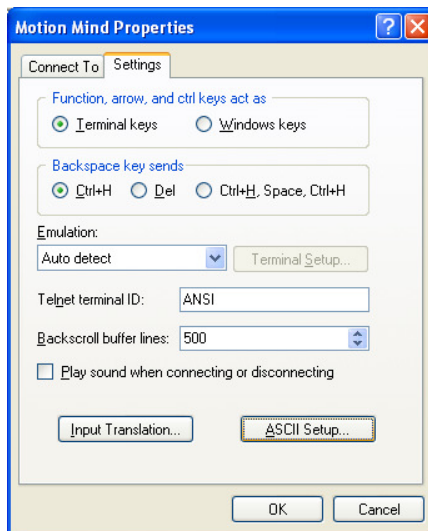 Motion Mind Properties
Connect To Settings
Function, arrow, and ctrl keys act as
Terminal keys Windows keys
Backspace key sends
Ctrl+H Del Ctrl+H, Space, Ctrl+H
Emulation:
Auto detect Terminal Setup...
Telnet terminal ID: ANSI
Backscroll buffer lines: 500
Play sound when connecting or disconnecting
Input Translation... ASCII Setup...
OK Cancel